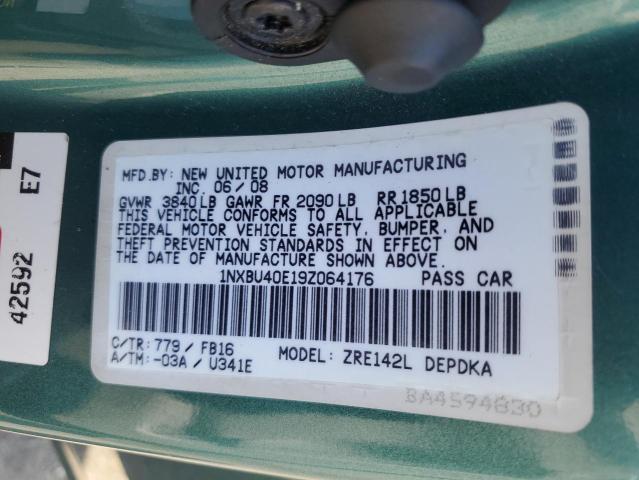 MFD.BY: NEW UNITED MOTOR MANUFACTURING
INC. 06/08
GVWR 3840LB GAWR FR 2090LB RR 1850LB
THIS VEHICLE CONFORMS TO ALL APPLICABLE
FEDERAL MOTOR VEHICLE SAFETY, BUMPER, AND
THEFT PREVENTION STANDARDS IN EFFECT ON
THE DATE OF MANUFACTURE SHOWN ABOVE.
1NXBU40E19Z064176 PASS CAR
C/TR: 779 / FB16
A/TM: -03A / U341E
MODEL: ZRE142L DEPDKA
BA4594830
42592 E7